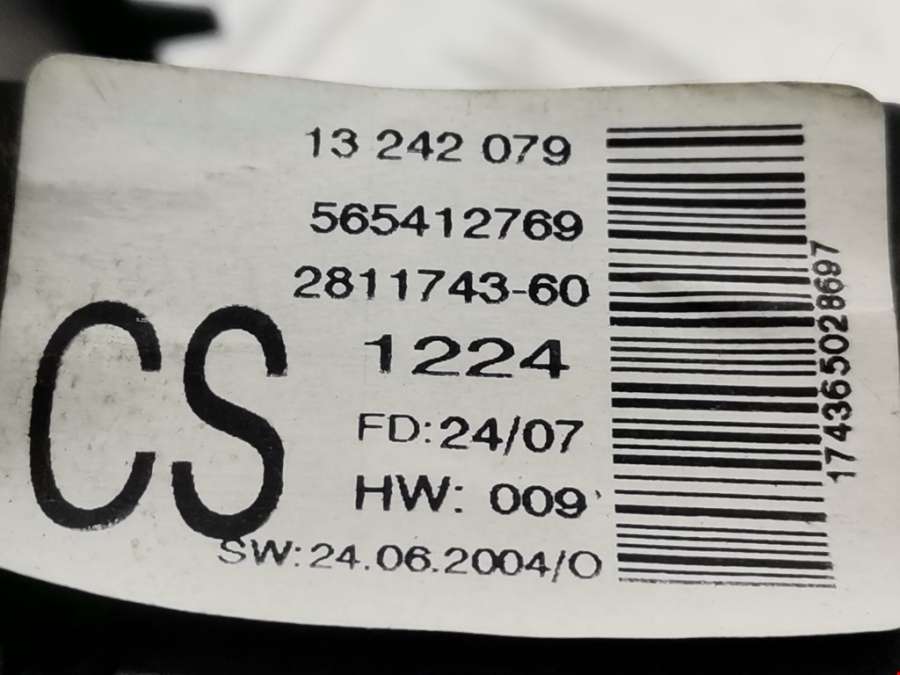 13 242 079
565412769
2811743-60
CS
1224
FD: 24/07
HW: 009
SW: 24.06.2004/O
174365028697